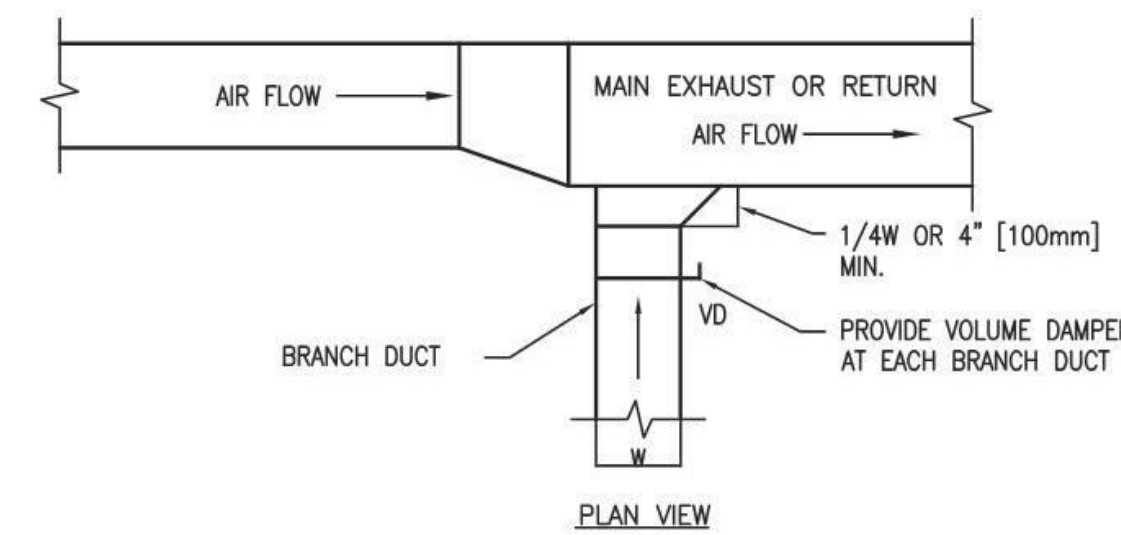 AIR FLOW
MAIN EXHAUST OR RETURN
AIR FLOW
1/4W OR 4" [100mm]
MIN.
VD
PROVIDE VOLUME DAMPE
AT EACH BRANCH DUCT
BRANCH DUCT
W
PLAN VIEW